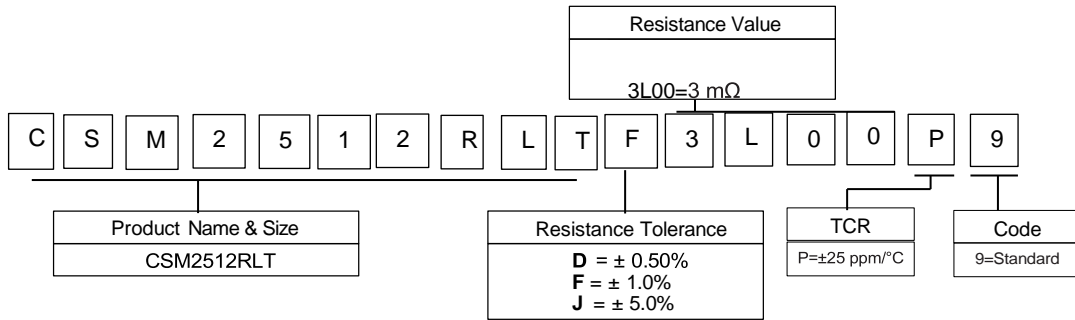 Resistance Value
3L00=3 mΩ
C S M 2 5 1 2 R L T F 3 L 0 0 P 9
Product Name & Size
CSM2512RLT
Resistance Tolerance
D = ± 0.50%
F = ± 1.0%
J = ± 5.0%
TCR
P=±25 ppm/°C
Code
9=Standard